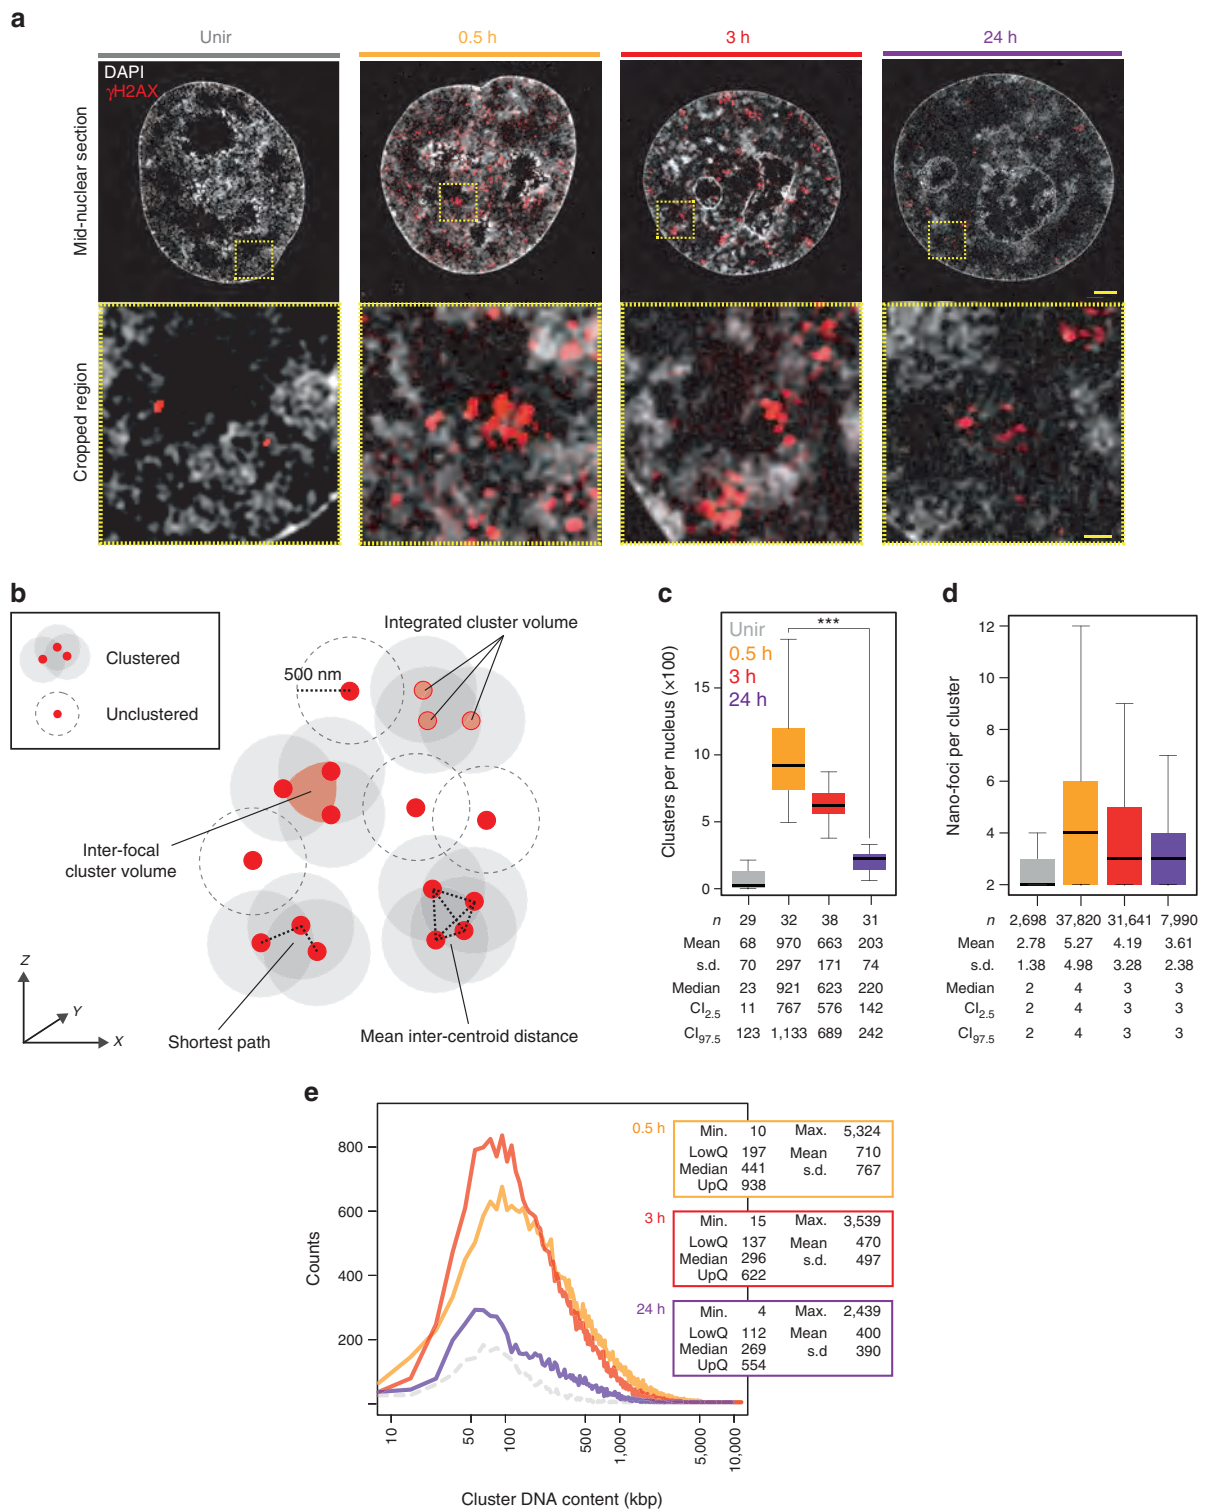 a
Unir
0.5 h
3 h
24 h
DAPI
γH2AX
Mid-nuclear section
Cropped region
b
Clustered
Unclustered
500 nm
Integrated cluster volume
Inter-focal
cluster volume
Shortest path
Mean inter-centroid distance
Z
Y
X
c
Clusters per nucleus (×100)
Unir
0.5 h
3 h
24 h
***
15
10
5
0
n 29 32 38 31
Mean 68 970 663 203
s.d. 70 297 171 74
Median 23 921 623 220
CI2.5 11 767 576 142
CI97.5 123 1,133 689 242
d
Nano-foci per cluster
12
10
8
6
4
2
n 2,698 37,820 31,641 7,990
Mean 2.78 5.27 4.19 3.61
s.d. 1.38 4.98 3.28 2.38
Median 2 4 3 3
CI2.5 2 4 3 3
CI97.5 2 4 3 3
e
Counts
800
600
400
200
10
50
100
500
1,000
5,000
10,000
Cluster DNA content (kbp)
0.5 h
Min. 10 Max. 5,324
LowQ 197 Mean 710
Median 441 s.d. 767
UpQ 938
3 h
Min. 15 Max. 3,539
LowQ 137 Mean 470
Median 296 s.d. 497
UpQ 622
24 h
Min. 4 Max. 2,439
LowQ 112 Mean 400
Median 269 s.d 390
UpQ 554